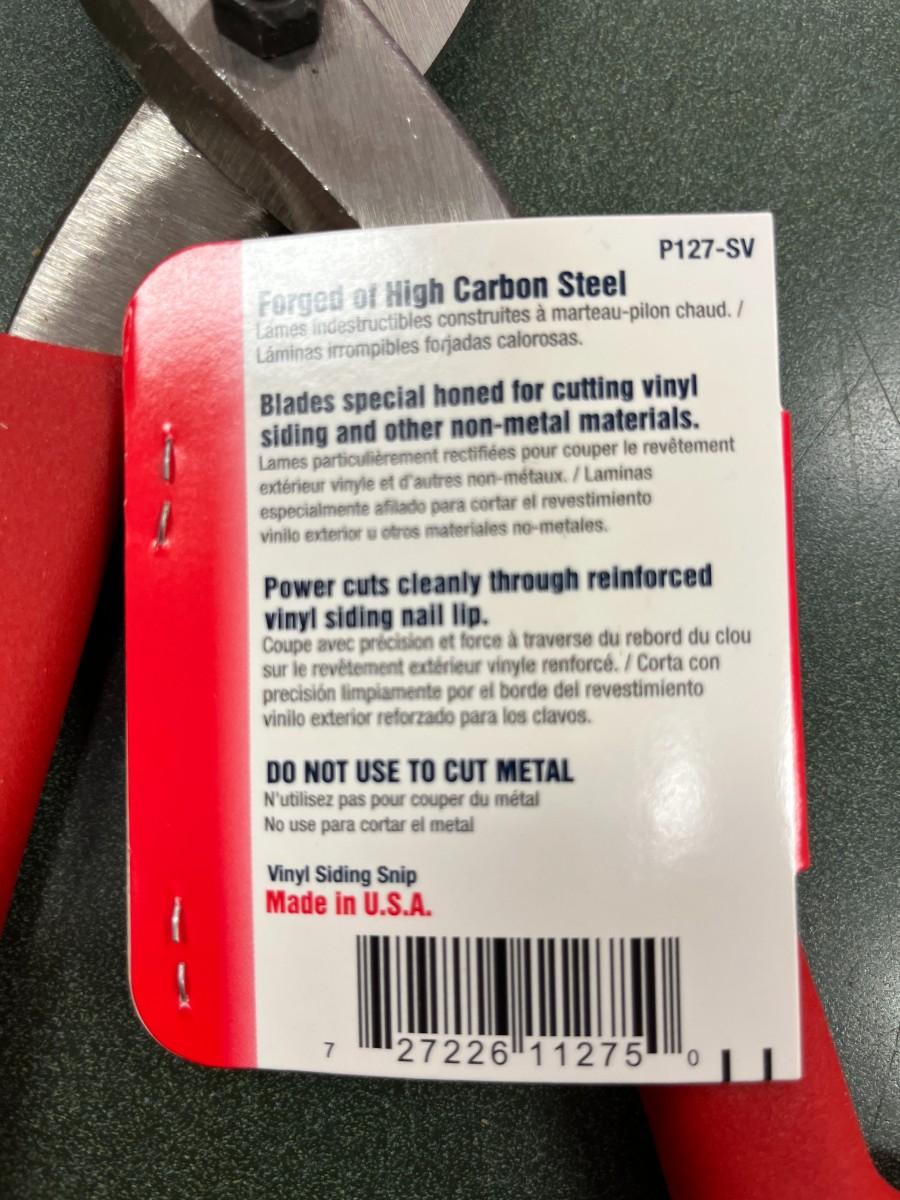 P127-SV
Forged of High Carbon Steel
Lames indestructibles construites à marteau-pilon chaud. /
Láminas irrompibles forjadas calorosas.
Blades special honed for cutting vinyl
siding and other non-metal materials.
Lames particulièrement rectifiées pour couper le revêtement
extérieur vinyle et d'autres non-métaux. / Laminas
especialmente afilado para cortar el revestimiento
vinilo exterior u otros materiales no-metales.
Power cuts cleanly through reinforced
vinyl siding nail lip.
Coupe avec précision et force à traverse du rebord du clou
sur le revêtement extérieur vinyle renforcé. / Corta con
precisión limpiamente por el borde del revestimiento
vinilo exterior reforzado para los clavos.
DO NOT USE TO CUT METAL
N'utilisez pas pour couper du métal
No use para cortar el metal
Vinyl Siding Snip
Made in U.S.A.
7 27226 11275 0